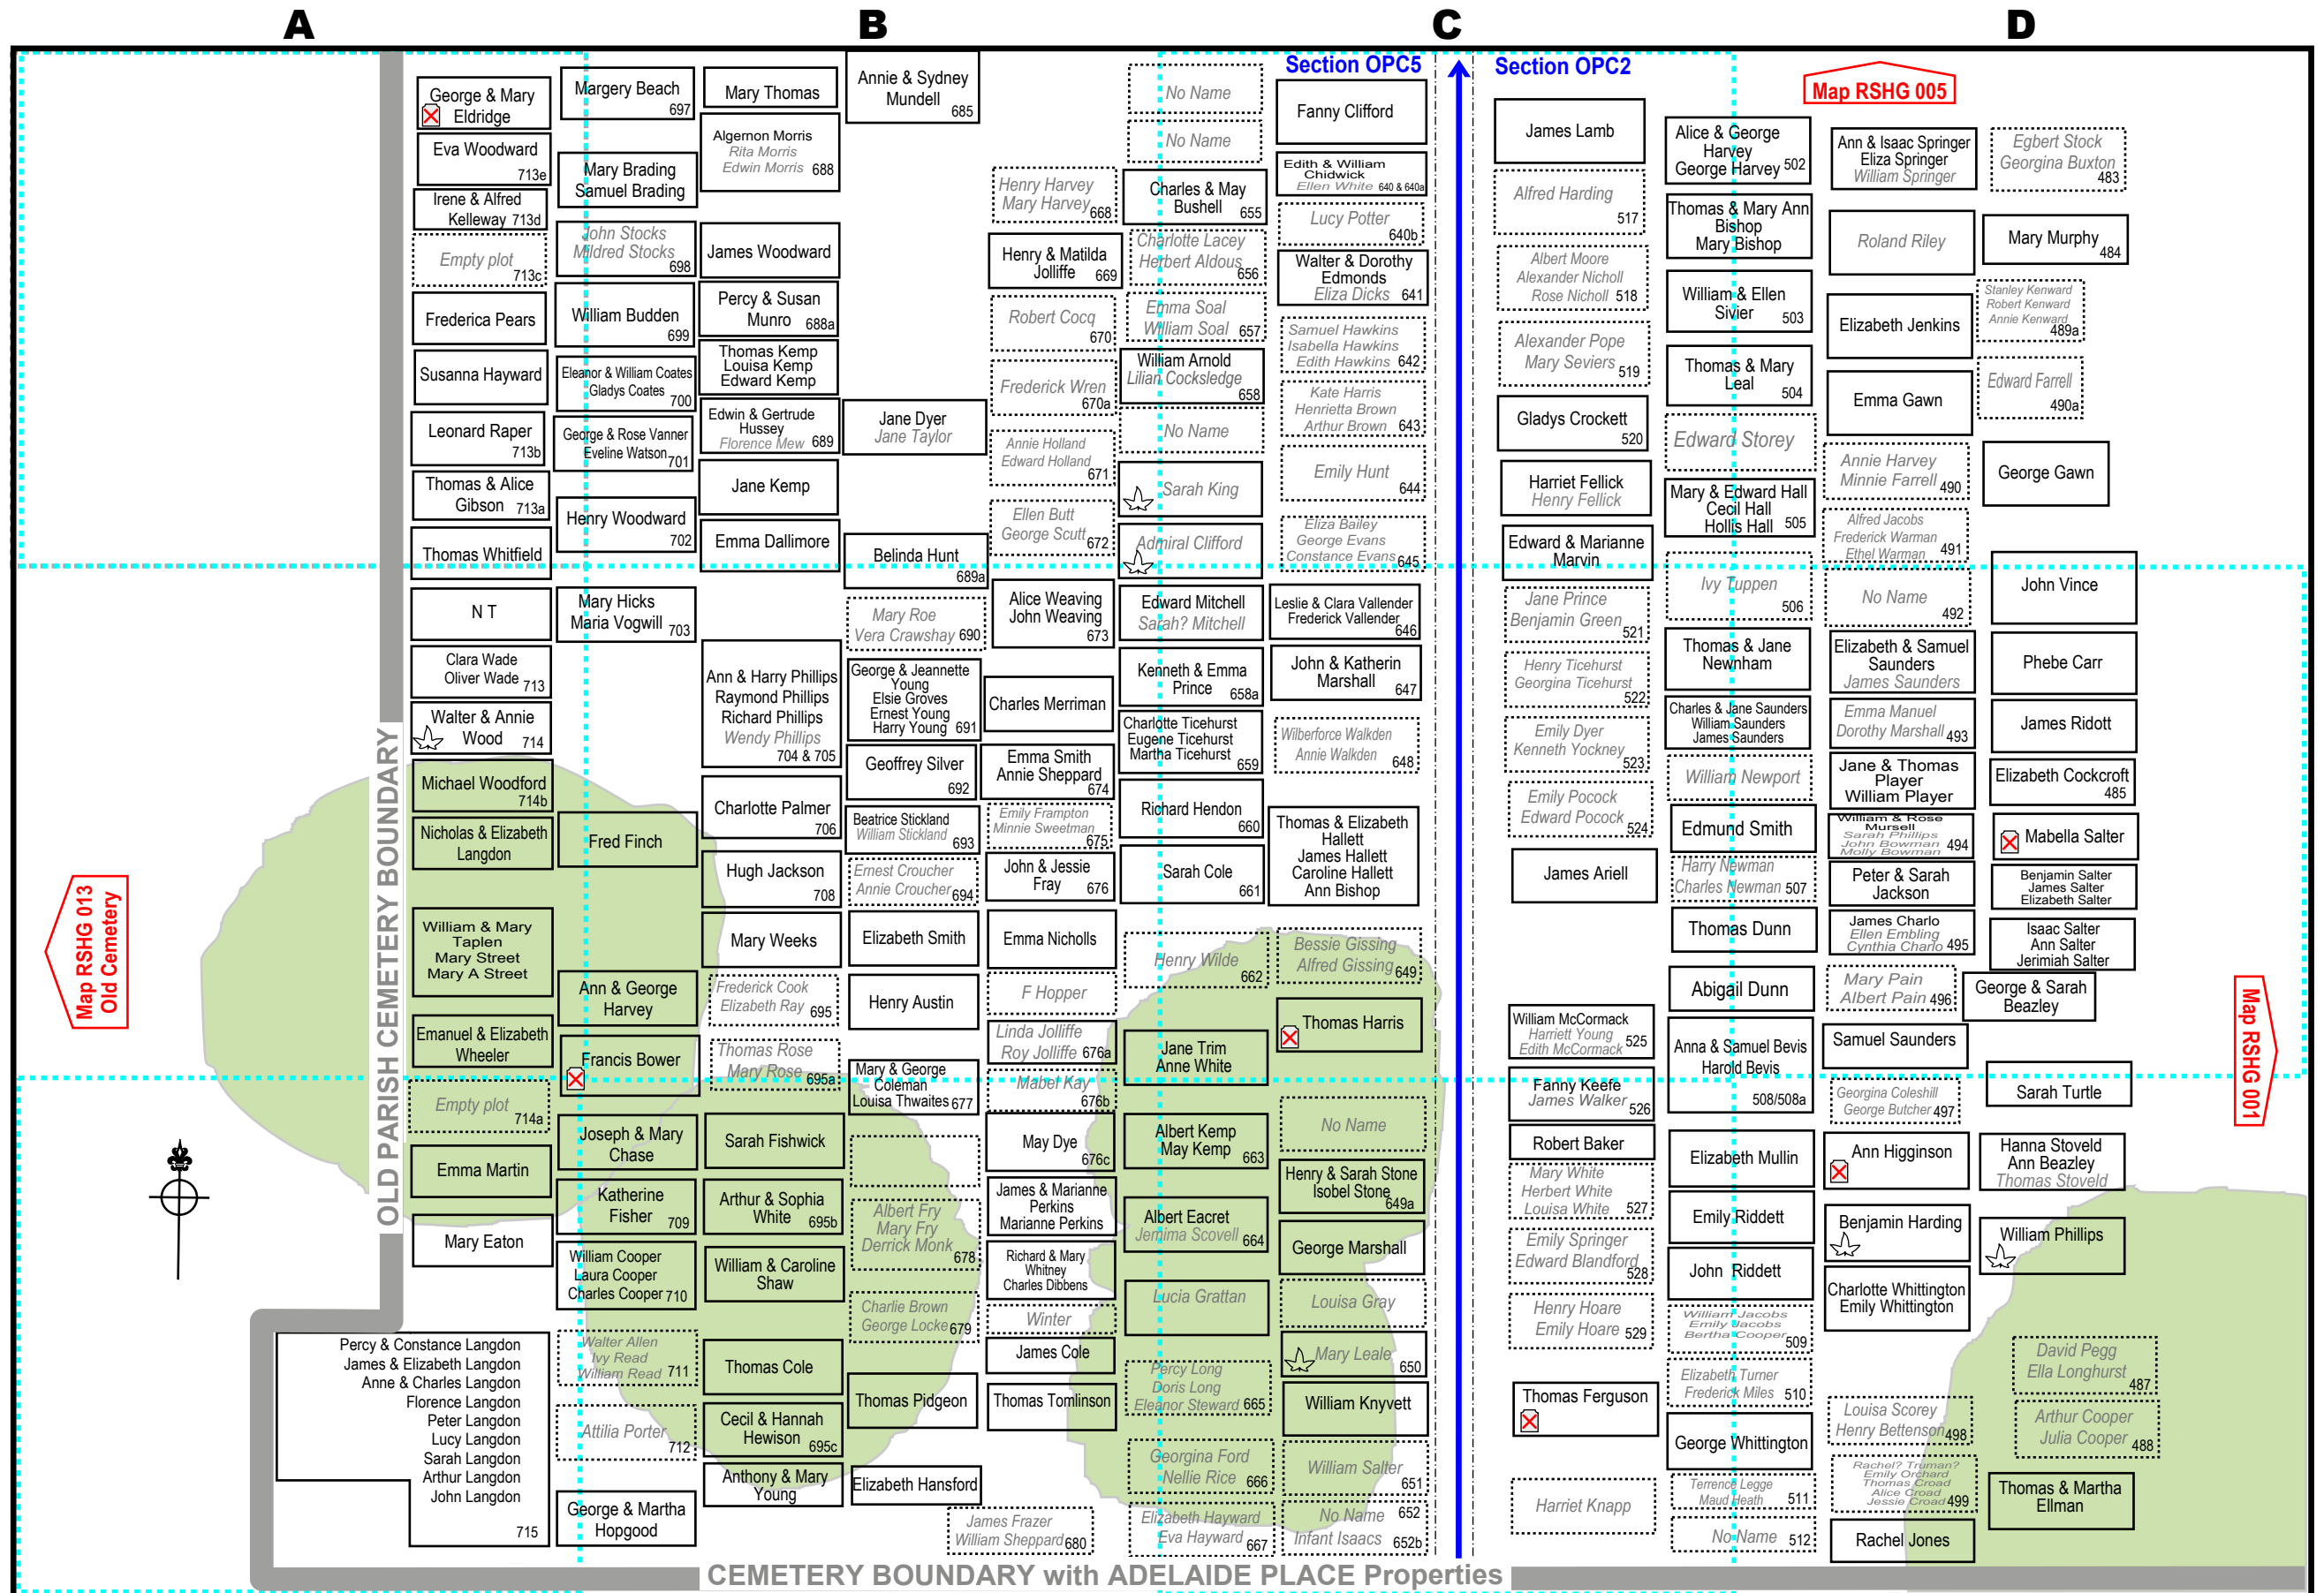 A
B
C
D
Section OPC5
Section OPC2
Map RSHG 005
George & Mary
Eldridge
Eva Woodward
713e
Irene & Alfred
Kelleway 713d
Empty plot
713c
Frederica Pears
Susanna Hayward
Leonard Raper
713b
Thomas & Alice
Gibson 713a
Thomas Whitfield
N T
Clara Wade
Oliver Wade 713
Walter & Annie
Wood 714
Michael Woodford
714b
Nicholas & Elizabeth
Langdon
William & Mary
Taplen
Mary Street
Mary A Street
Emanuel & Elizabeth
Wheeler
Empty plot
714a
Emma Martin
Mary Eaton
Percy & Constance Langdon
James & Elizabeth Langdon
Anne & Charles Langdon
Florence Langdon
Peter Langdon
Lucy Langdon
Sarah Langdon
Arthur Langdon
John Langdon
715
Margery Beach
697
Mary Brading
Samuel Brading
John Stocks
Mildred Stocks
698
William Budden
699
Eleanor & William Coates
Gladys Coates 700
George & Rose Vanner
Eveline Watson 701
Henry Woodward
702
Mary Hicks
Maria Vogwill 703
Fred Finch
Ann & George
Harvey
Francis Bower
Joseph & Mary
Chase
Katherine
Fisher 709
William Cooper
Laura Cooper
Charles Cooper 710
Walter Allen
Ivy Read
William Read 711
Attilia Porter
712
George & Martha
Hopgood
Mary Thomas
Algernon Morris
Rita Morris
Edwin Morris 688
James Woodward
Percy & Susan
Munro 688a
Thomas Kemp
Louisa Kemp
Edward Kemp
Edwin & Gertrude
Hussey
Florence Mew 689
Jane Kemp
Emma Dallimore
Ann & Harry Phillips
Raymond Phillips
Richard Phillips
Wendy Phillips
704 & 705
Charlotte Palmer
706
Hugh Jackson
708
Mary Weeks
Frederick Cook
Elizabeth Ray 695
Thomas Rose
Mary Rose
695a
Sarah Fishwick
Arthur & Sophia
White 695b
William & Caroline
Shaw
Thomas Cole
Cecil & Hannah
Hewison
695c
Anthony & Mary
Young
Annie & Sydney
Mundell
685
Jane Dyer
Jane Taylor
Belinda Hunt
689a
Mary Roe
Vera Crawshay 690
George & Jeannette
Young
Elsie Groves
Ernest Young
Harry Young 691
Geoffrey Silver
692
Beatrice Stickland
William Stickland
693
Ernest Croucher
Annie Croucher 694
Elizabeth Smith
Henry Austin
Mary & George
Coleman
Louisa Thwaites 677
Albert Fry
Mary Fry
Derrick Monk
678
Charlie Brown
George Locke 679
Thomas Pidgeon
Elizabeth Hansford
James Frazer
William Sheppard 680
Henry Harvey
Mary Harvey
668
Henry & Matilda
Jolliffe 669
Robert Cocq
670
Frederick Wren
670a
Annie Holland
Edward Holland
671
Ellen Butt
George Scutt 672
Alice Weaving
John Weaving
673
Charles Merriman
Emma Smith
Annie Sheppard
674
Emily Frampton
Minnie Sweetman
675
John & Jessie
Fray 676
Emma Nicholls
F Hopper
Linda Jolliffe
Roy Jolliffe 676a
Mabel Kay
676b
May Dye
676c
James & Marianne
Perkins
Marianne Perkins
Richard & Mary
Whitney
Charles Dibbens
Winter
James Cole
Thomas Tomlinson
No Name
No Name
Charles & May
Bushell 655
Charlotte Lacey
Herbert Aldous
656
Emma Soal
William Soal 657
William Arnold
Lilian Cocksledge
658
No Name
Sarah King
Admiral Clifford
Edward Mitchell
Sarah? Mitchell
Kenneth & Emma
Prince 658a
Charlotte Ticehurst
Eugene Ticehurst
Martha Ticehurst
659
Richard Hendon
660
Sarah Cole
661
Henry Wilde
662
Jane Trim
Anne White
Albert Kemp
May Kemp
663
Albert Eacret
Jemima Scovell 664
Lucia Grattan
Percy Long
Doris Long
Eleanor Steward 665
Georgina Ford
Nellie Rice 666
Elizabeth Hayward
Eva Hayward 667
Fanny Clifford
Edith & William
Chidwick
Ellen White 640 & 640a
Lucy Potter
640b
Walter & Dorothy
Edmonds
Eliza Dicks 641
Samuel Hawkins
Isabella Hawkins
Edith Hawkins 642
Kate Harris
Henrietta Brown
Arthur Brown 643
Emily Hunt
644
Eliza Bailey
George Evans
Constance Evans 645
Leslie & Clara Vallender
Frederick Vallender
646
John & Katherin
Marshall 647
Wilberforce Walkden
Annie Walkden
648
Thomas & Elizabeth
Hallett
James Hallett
Caroline Hallett
Ann Bishop
Bessie Gissing
Alfred Gissing 649
Thomas Harris
No Name
Henry & Sarah Stone
Isobel Stone
649a
George Marshall
Louisa Gray
Mary Leale
650
William Knyvett
William Salter
651
No Name 652
Infant Isaacs 652b
James Lamb
Alfred Harding
517
Albert Moore
Alexander Nicholl
Rose Nicholl 518
Alexander Pope
Mary Seviers 519
Gladys Crockett
520
Harriet Fellick
Henry Fellick
Edward & Marianne
Marvin
Jane Prince
Benjamin Green
521
Henry Ticehurst
Georgina Ticehurst
522
Emily Dyer
Kenneth Yockney
523
Emily Pocock
Edward Pocock
524
James Ariell
William McCormack
Harriett Young
Edith McCormack 525
Fanny Keefe
James Walker
526
Robert Baker
Mary White
Herbert White
Louisa White 527
Emily Springer
Edward Blandford
528
Henry Hoare
Emily Hoare 529
Thomas Ferguson
Harriet Knapp
Alice & George
Harvey
George Harvey 502
Thomas & Mary Ann
Bishop
Mary Bishop
William & Ellen
Sivier 503
Thomas & Mary
Leal
504
Edward Storey
Mary & Edward Hall
Cecil Hall
Hollis Hall 505
Ivy Tuppen
506
Thomas & Jane
Newnham
Charles & Jane Saunders
William Saunders
James Saunders
William Newport
Edmund Smith
Harry Newman
Charles Newman 507
Thomas Dunn
Abigail Dunn
Anna & Samuel Bevis
Harold Bevis
508/508a
Elizabeth Mullin
Emily Riddett
John Riddett
William Jacobs
Emily Jacobs
Bertha Cooper 509
Elizabeth Turner
Frederick Miles 510
George Whittington
Terrence Legge
Maud Heath 511
No Name 512
Ann & Isaac Springer
Eliza Springer
William Springer
Roland Riley
Elizabeth Jenkins
Emma Gawn
Annie Harvey
Minnie Farrell 490
Alfred Jacobs
Frederick Warman
Ethel Warman 491
No Name
492
Elizabeth & Samuel
Saunders
James Saunders
Emma Manuel
Dorothy Marshall 493
Jane & Thomas
Player
William Player
William & Rose
Mursell
Sarah Phillips
John Bowman
Molly Bowman 494
Peter & Sarah
Jackson
James Charlo
Ellen Embling
Cynthia Charlo 495
Mary Pain
Albert Pain 496
Samuel Saunders
Georgina Coleshill
George Butcher 497
Ann Higginson
Benjamin Harding
Charlotte Whittington
Emily Whittington
Louisa Scorey
Henry Bettenson 498
Rachel? Truman?
Emily Orchard
Thomas Croad
Alice Croad
Jessie Croad 499
Rachel Jones
Egbert Stock
Georgina Buxton
483
Mary Murphy
484
Stanley Kenward
Robert Kenward
Annie Kenward
489a
Edward Farrell
490a
George Gawn
John Vince
Phebe Carr
James Ridott
Elizabeth Cockcroft
485
Mabella Salter
Benjamin Salter
James Salter
Elizabeth Salter
Isaac Salter
Ann Salter
Jerimiah Salter
George & Sarah
Beazley
Sarah Turtle
Hanna Stoveld
Ann Beazley
Thomas Stoveld
William Phillips
David Pegg
Ella Longhurst
487
Arthur Cooper
Julia Cooper 488
Thomas & Martha
Ellman
Map RSHG 013
Old Cemetery
OLD PARISH CEMETERY BOUNDARY
Map RSHG 001
CEMETERY BOUNDARY with ADELAIDE PLACE Properties